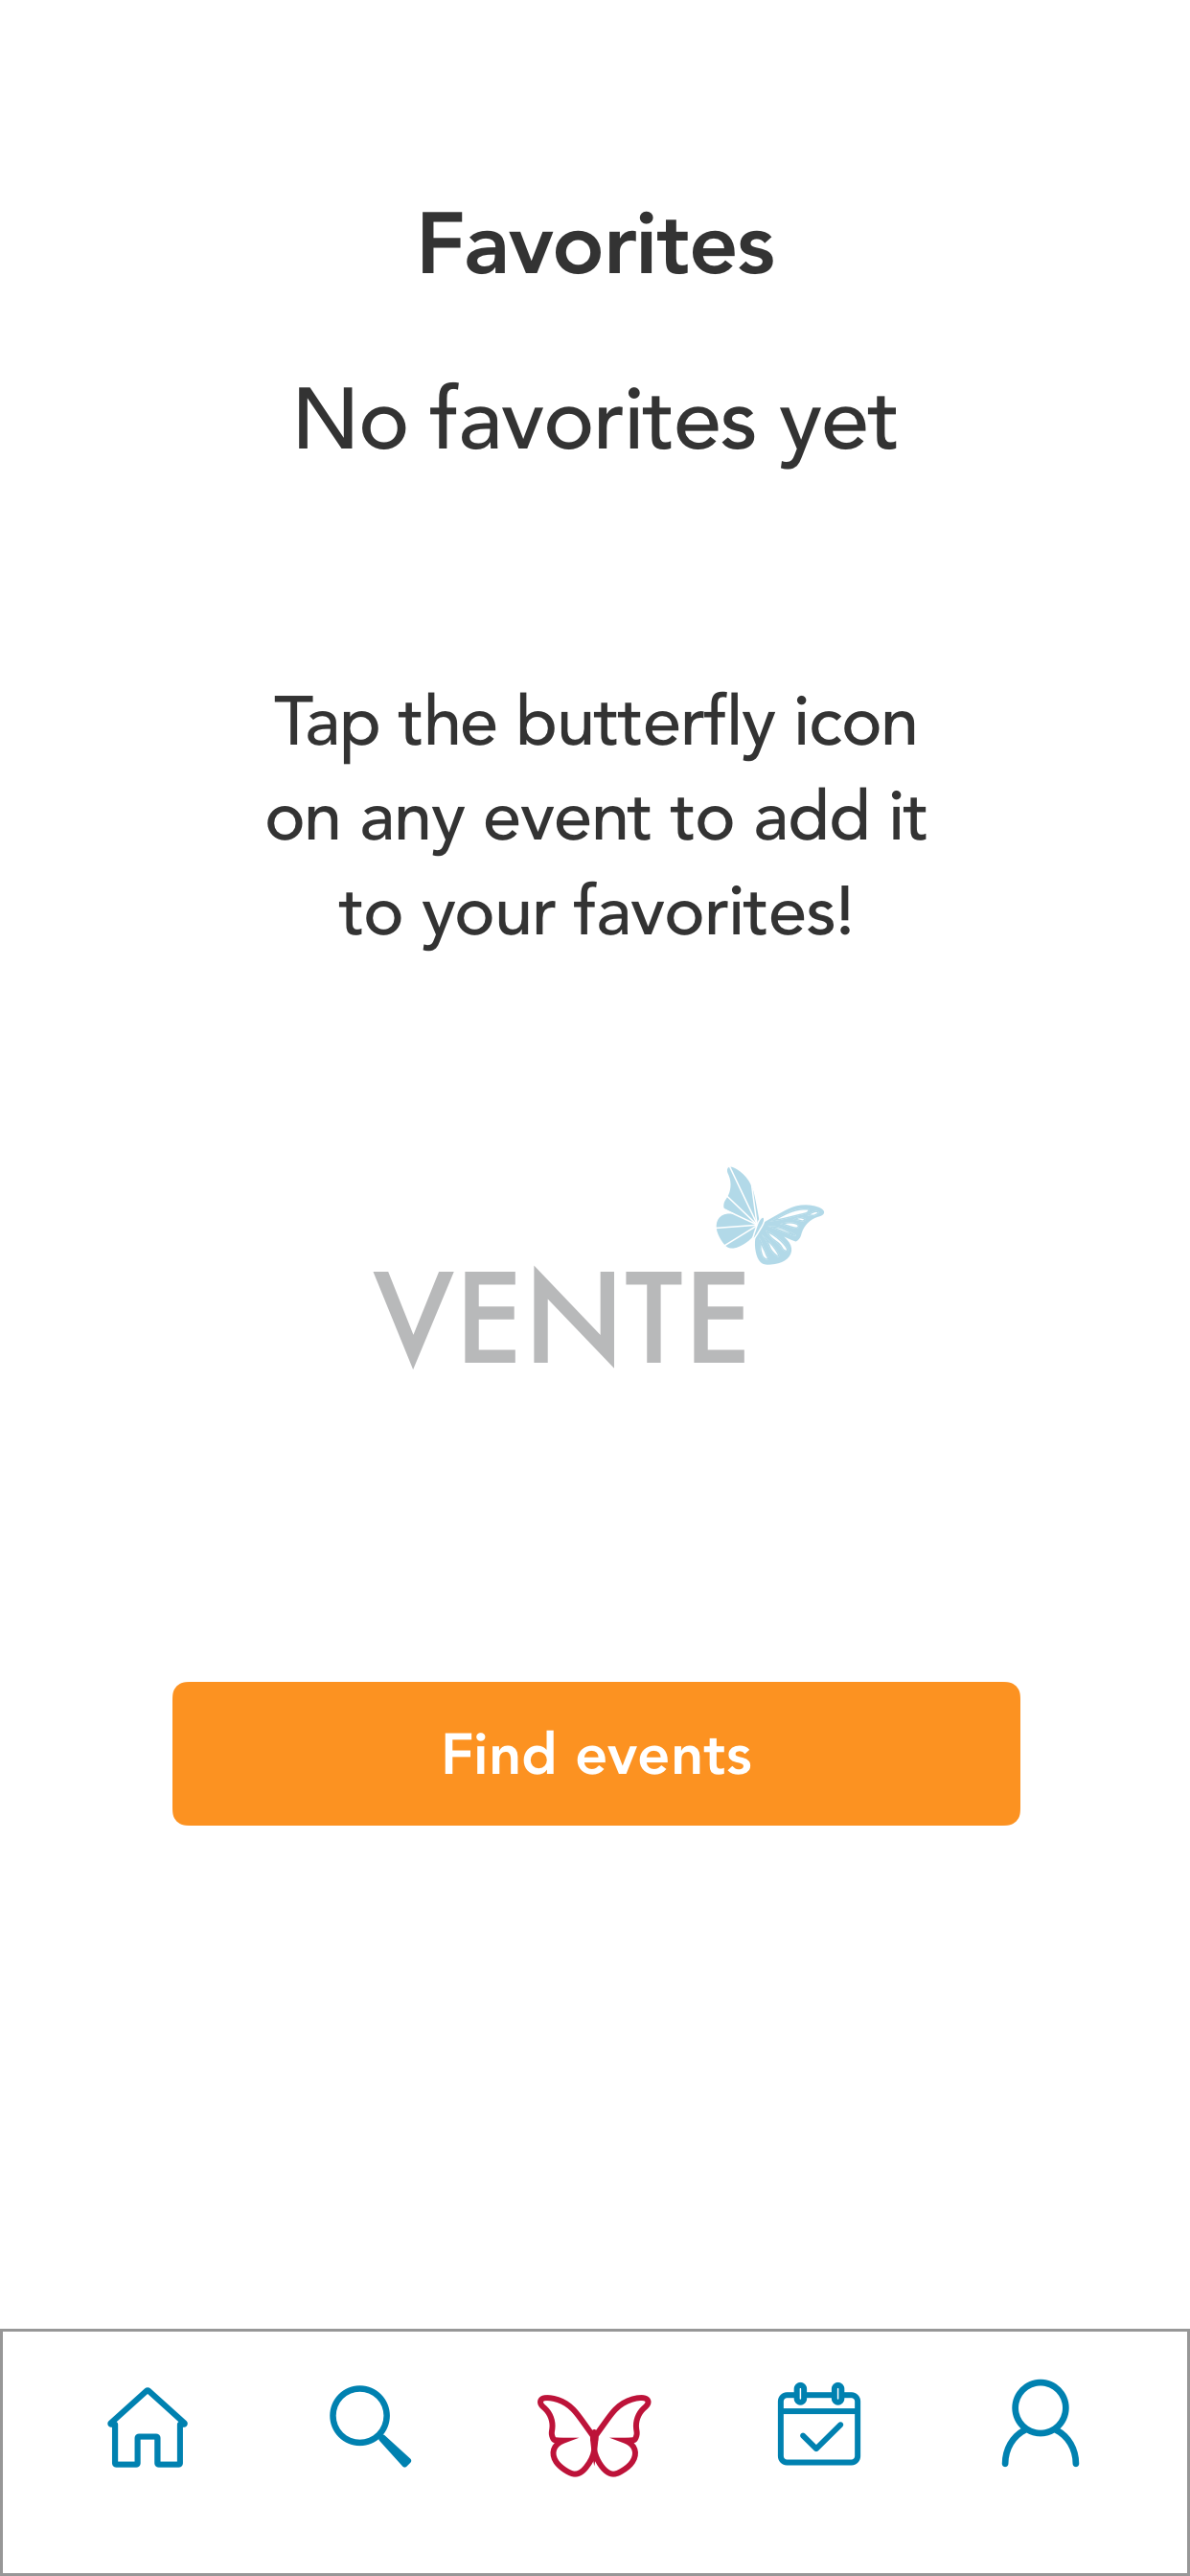 Favorites
No favorites yet
Tap the butterfly icon
on any event to add it
to your favorites!
VENTE
Find events